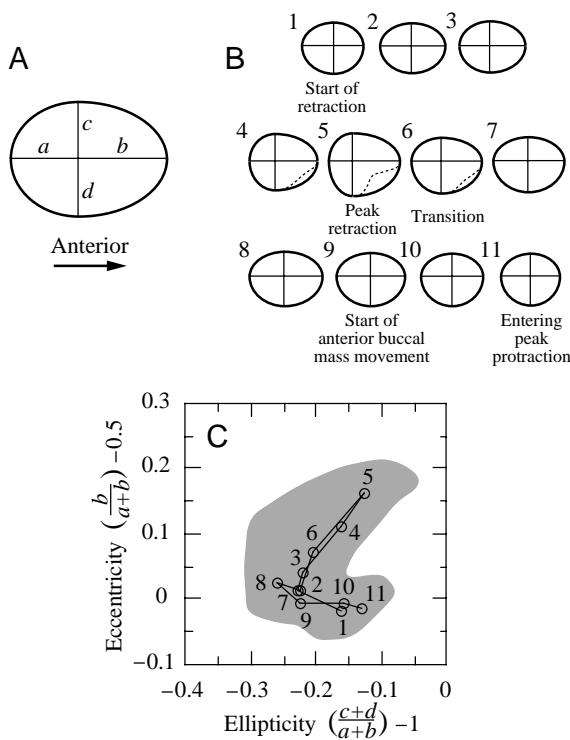 A
c
a
b
d
Anterior
B
1
2
3
Start of
retraction
4
5
6
7
Peak
retraction
Transition
8
9
10
11
Start of
anterior buccal
mass movement
Entering
peak
protraction
C
Eccentricity (b/a+b) –0.5
0.3
0.2
0.1
0
–0.1
5
4
6
3
8
2
7
9
10
11
1
–0.4
–0.3
–0.2
–0.1
0
Ellipticity (c+d/a+b) –1